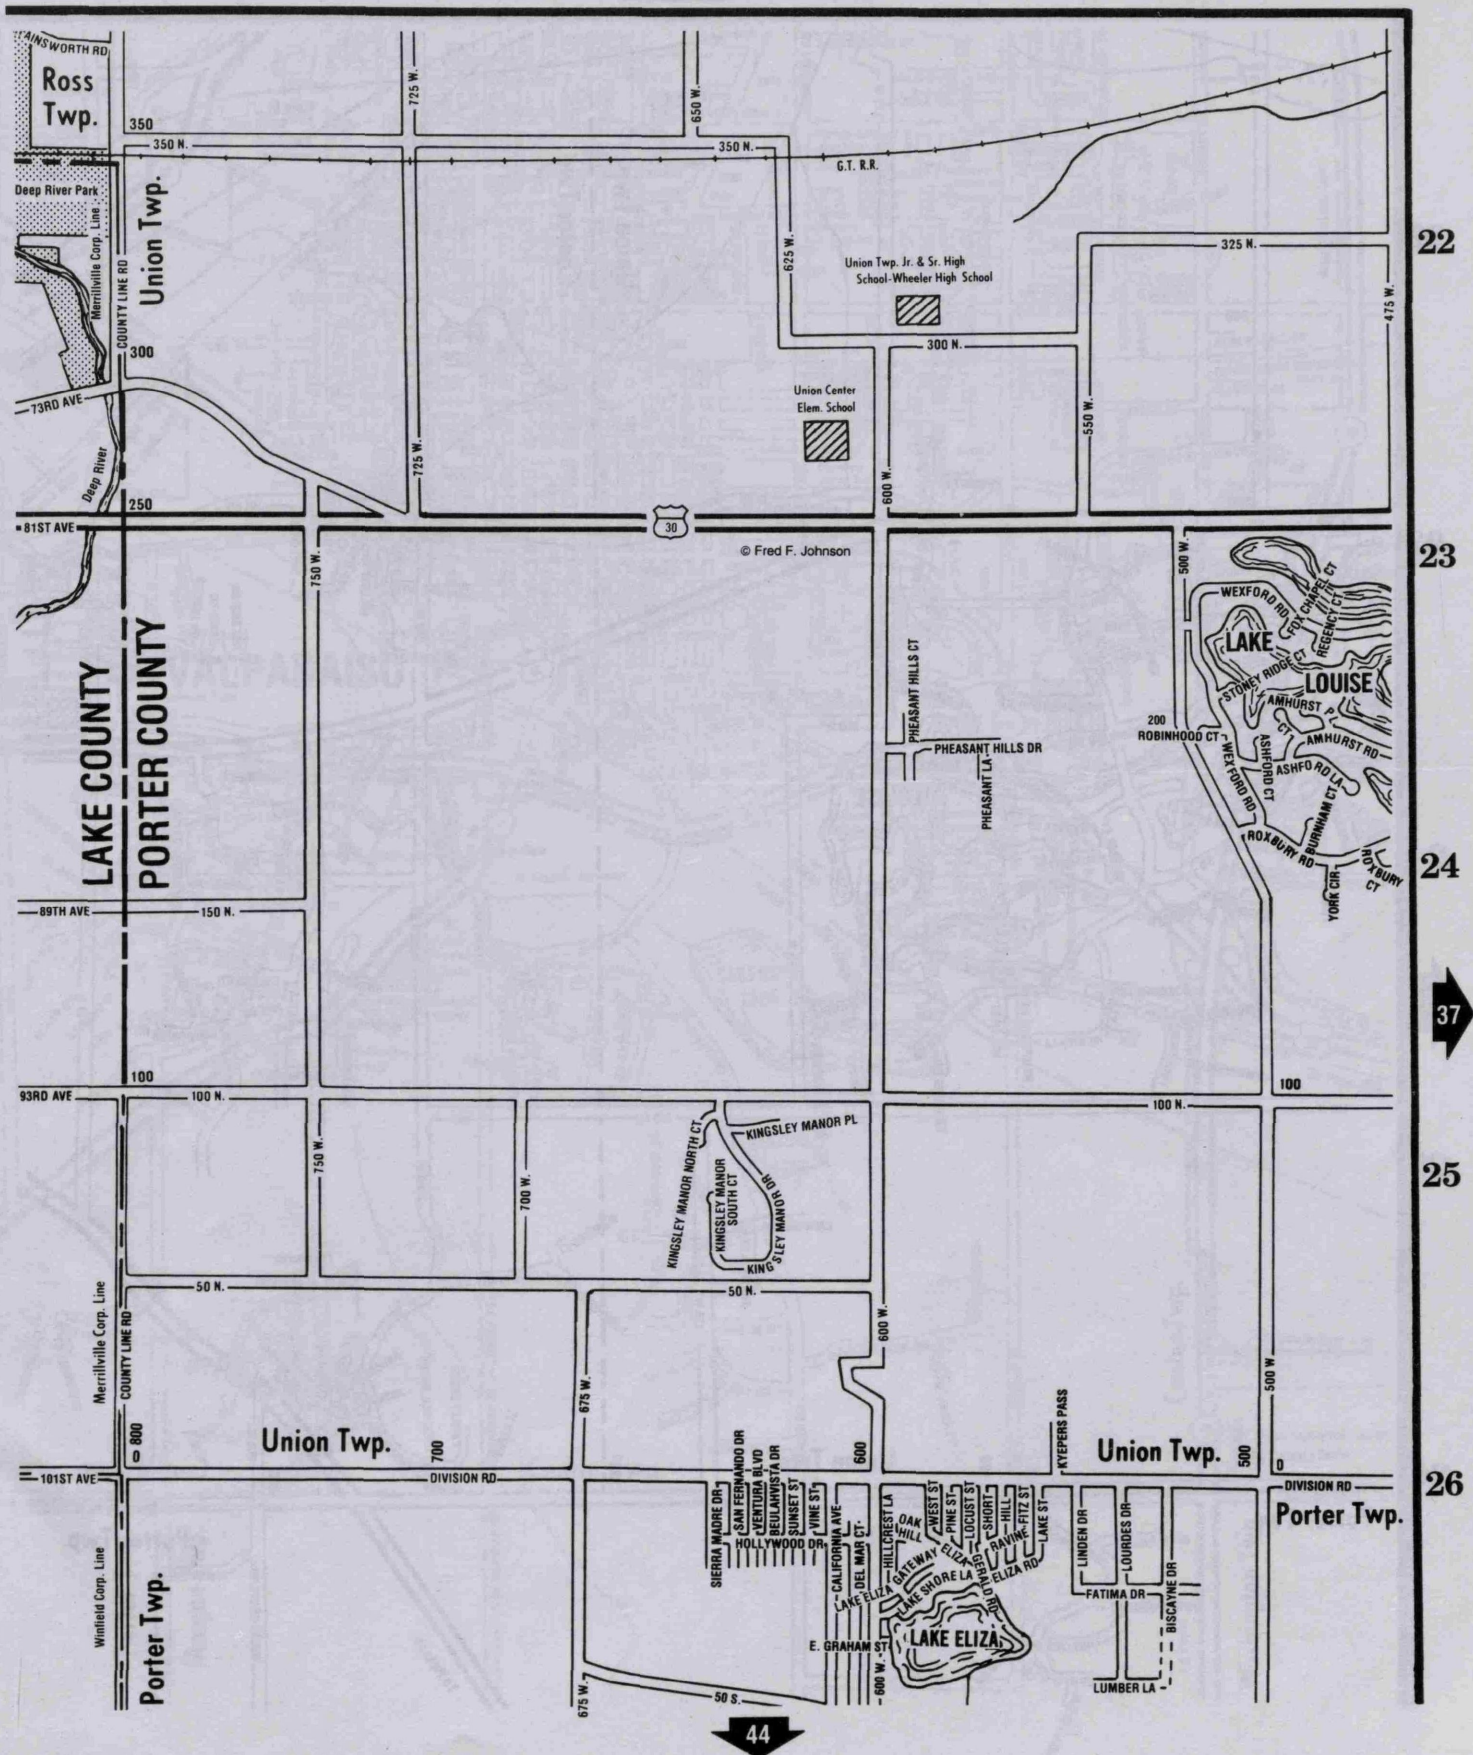 AINSWORTH RD
Ross
Twp.
725 W.
650 W.
350
350 N.
350 N.
G.T. R.R.
Deep River Park
Merrillville Corp. Line
COUNTY LINE RD
Union Twp.
625 W.
Union Twp. Jr. & Sr. High
School-Wheeler High School
325 N.
22
475 W.
300
300 N.
73RD AVE
Union Center
Elem. School
550 W.
725 W.
600 W.
Deep River
250
81ST AVE
30
© Fred F. Johnson
23
750 W.
500 W.
WEXFORD RD
FOX CHAPEL CT
REGENCY CT
LAKE
LOUISE
STONEY RIDGE CT
AMHURST PL
CT
AMHURST RD
200
ROBINHOOD CT
WEXFORD RD
ASHFORD CT
ASHFORD LA
BURNHAM CT
ROXBURY RD
ROXBURY
CT
YORK CIR
PHEASANT HILLS CT
PHEASANT HILLS DR
PHEASANT LA
LAKE COUNTY
PORTER COUNTY
24
89TH AVE
150 N.
37
100
93RD AVE
100 N.
100
100 N.
750 W.
700 W.
KINGSLEY MANOR NORTH CT
KINGSLEY MANOR PL
KINGSLEY MANOR
SOUTH CT
KINGSLEY MANOR DR
25
50 N.
50 N.
Merrillville Corp. Line
COUNTY LINE RD
600 W.
675 W.
500 W
KYEPERS PASS
800
0
Union Twp.
700
600
Union Twp.
500
0
101ST AVE
DIVISION RD
DIVISION RD
26
Porter Twp.
SIERRA MADRE DR
SAN FERNANDO DR
VENTURA BLVD
BEULAHVISTA DR
SUNSET ST
VINE ST
HOLLYWOOD DR
CALIFORNIA AVE
DEL MAR CT
HILLCREST LA
OAK
HILL
WEST ST
PINE ST
LOCUST ST
SHORT
HILL
FITZ ST
LAKE ST
RAVINE
ELIZA
ELIZA RD
GERALD RD
LAKE ELIZA GATEWAY
LAKE SHORE LA
LINDEN DR
LOURDES DR
BISCAYNE DR
FATIMA DR
LAKE ELIZA
E. GRAHAM ST
600 W.
LUMBER LA
Winfield Corp. Line
Porter Twp.
675 W.
50 S.
44